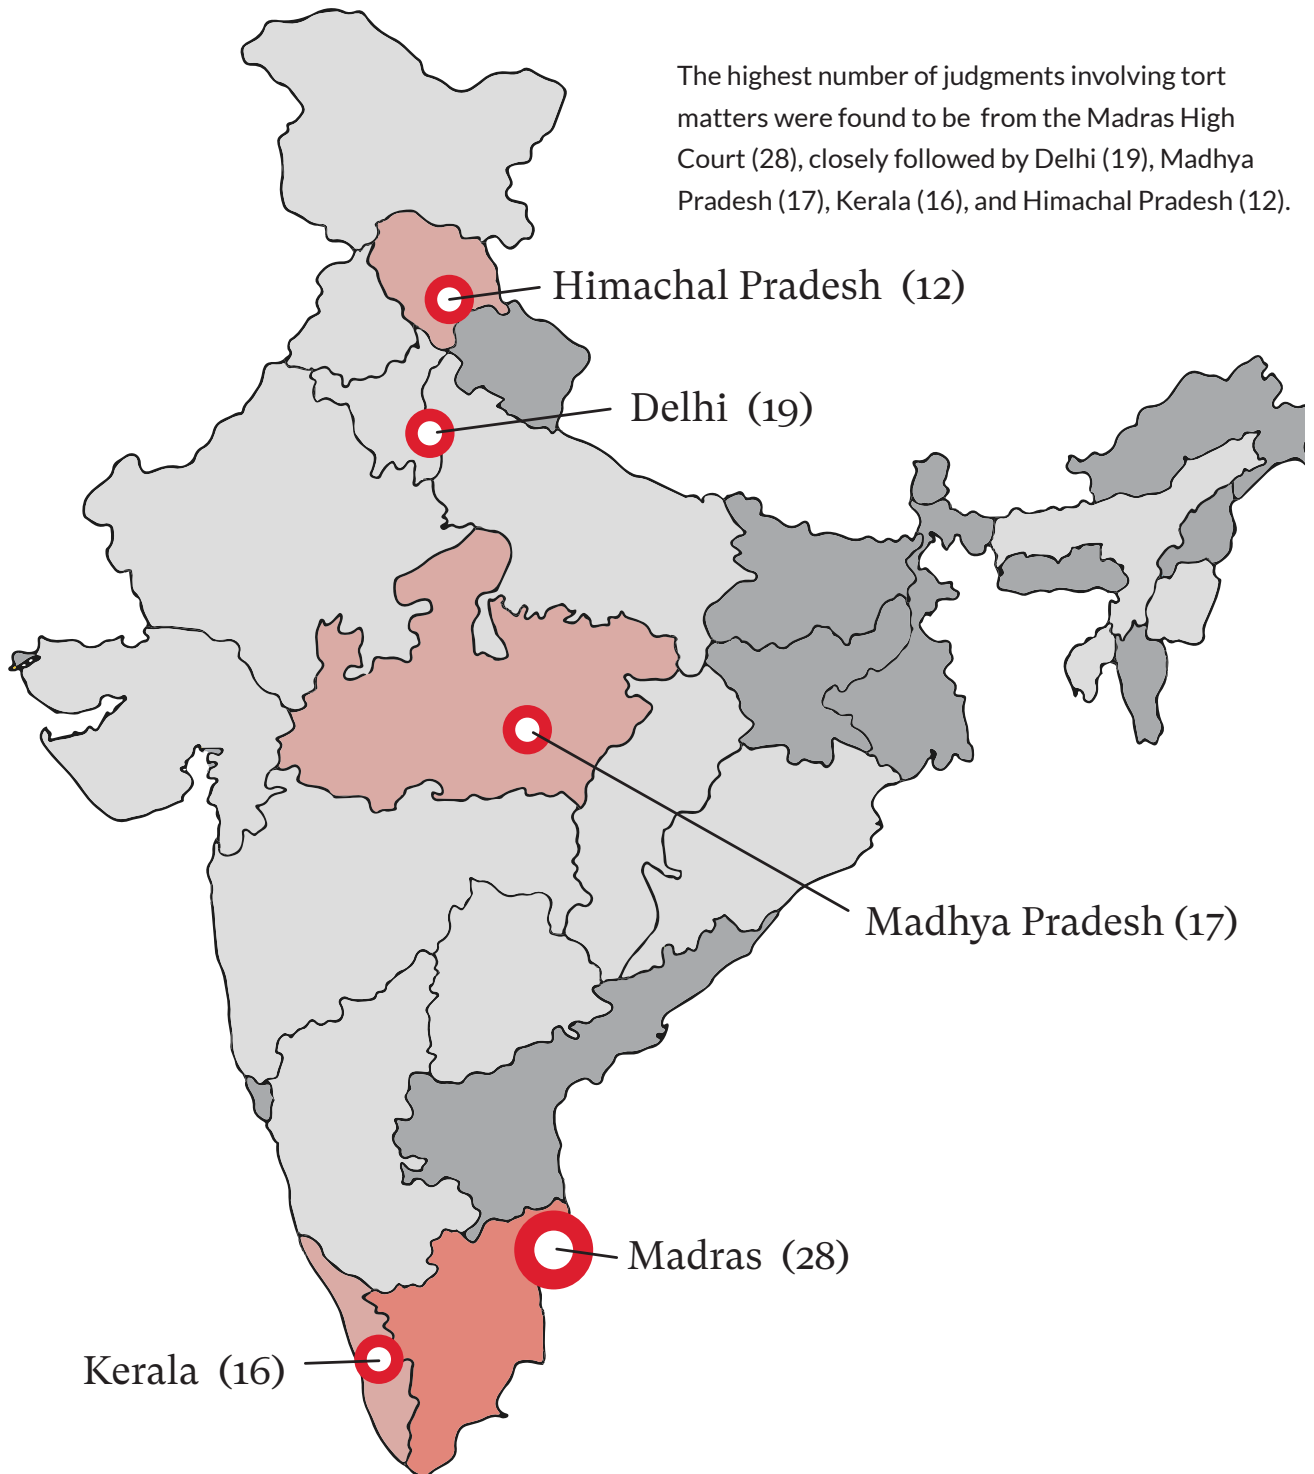 The highest number of judgments involving tort
matters were found to be from the Madras High
Court (28), closely followed by Delhi (19), Madhya
Pradesh (17), Kerala (16), and Himachal Pradesh (12).
Himachal Pradesh (12)
Delhi (19)
Madhya Pradesh (17)
Madras (28)
Kerala (16)